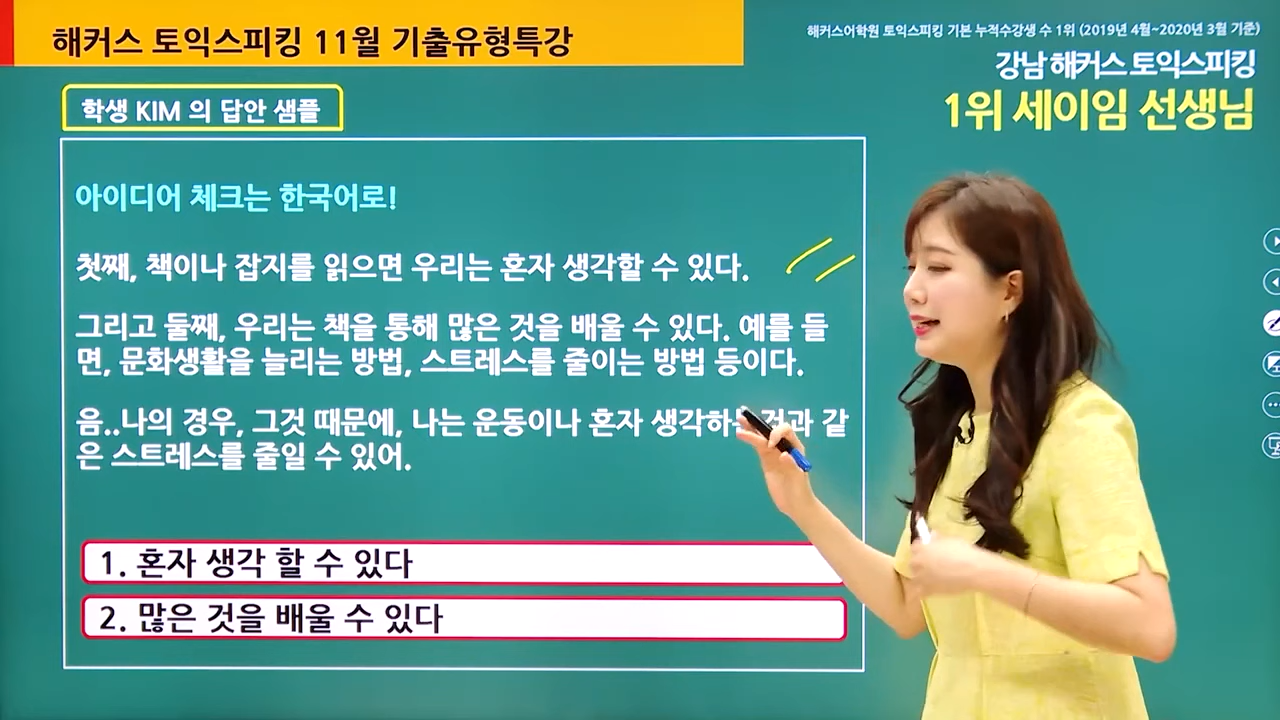 해커스 토익스피킹 11월 기출유형특강
해커스어학원 토익스피킹 기본 누적수강생 수 1위 (2019년 4월~2020년 3월 기준)
강남 해커스 토익스피킹
1위 세이임 선생님
학생 KIM 의 답안 샘플
아이디어 체크는 한국어로!
첫째, 책이나 잡지를 읽으면 우리는 혼자 생각할 수 있다.
그리고 둘째, 우리는 책을 통해 많은 것을 배울 수 있다. 예를 들
면, 문화생활을 늘리는 방법, 스트레스를 줄이는 방법 등이다.
음..나의 경우, 그것 때문에, 나는 운동이나 혼자 생각하는 것과 같
은 스트레스를 줄일 수 있어.
1. 혼자 생각 할 수 있다
2. 많은 것을 배울 수 있다